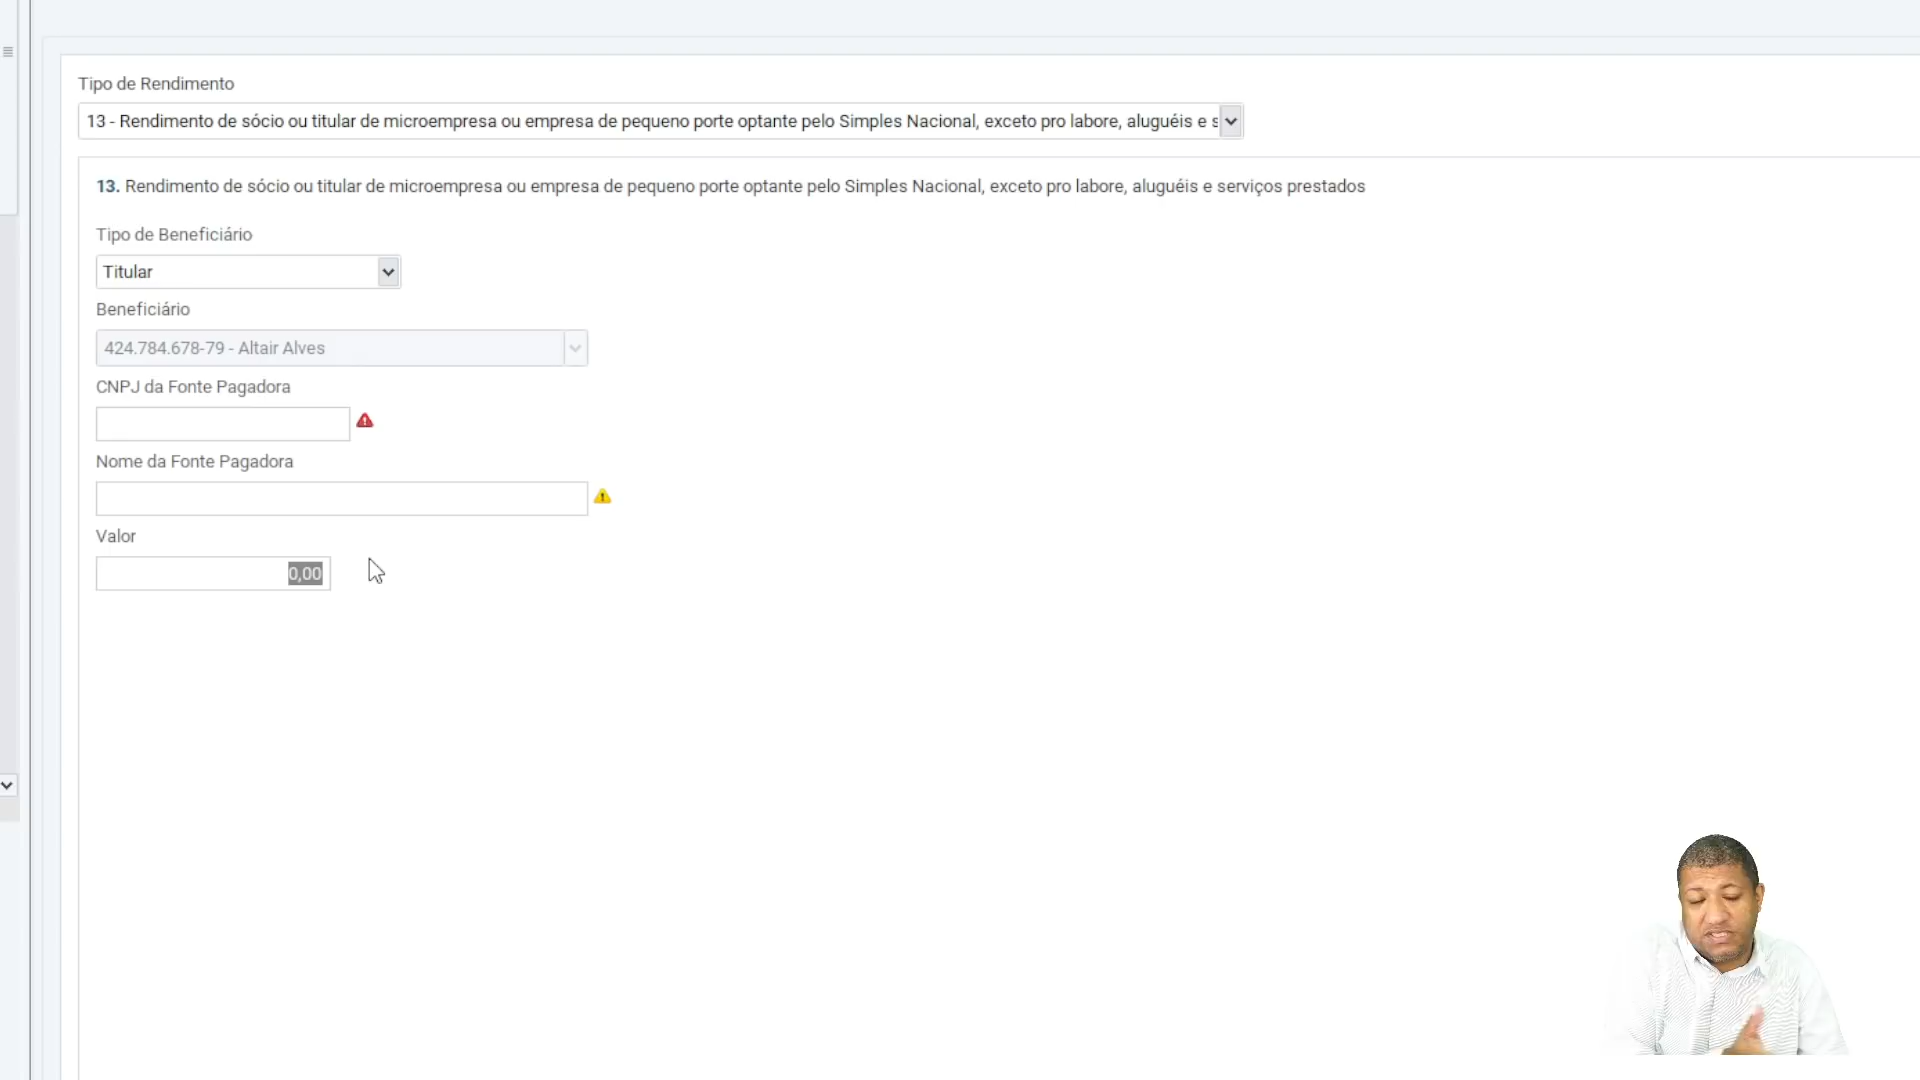 Tipo de Rendimento
13 - Rendimento de sócio ou titular de microempresa ou empresa de pequeno porte optante pelo Simples Nacional, exceto pro labore, aluguéis e s
13. Rendimento de sócio ou titular de microempresa ou empresa de pequeno porte optante pelo Simples Nacional, exceto pro labore, aluguéis e serviços prestados
Tipo de Beneficiário
Titular
Beneficiário
424.784.678-79 - Altair Alves
CNPJ da Fonte Pagadora
Nome da Fonte Pagadora
Valor
0,00